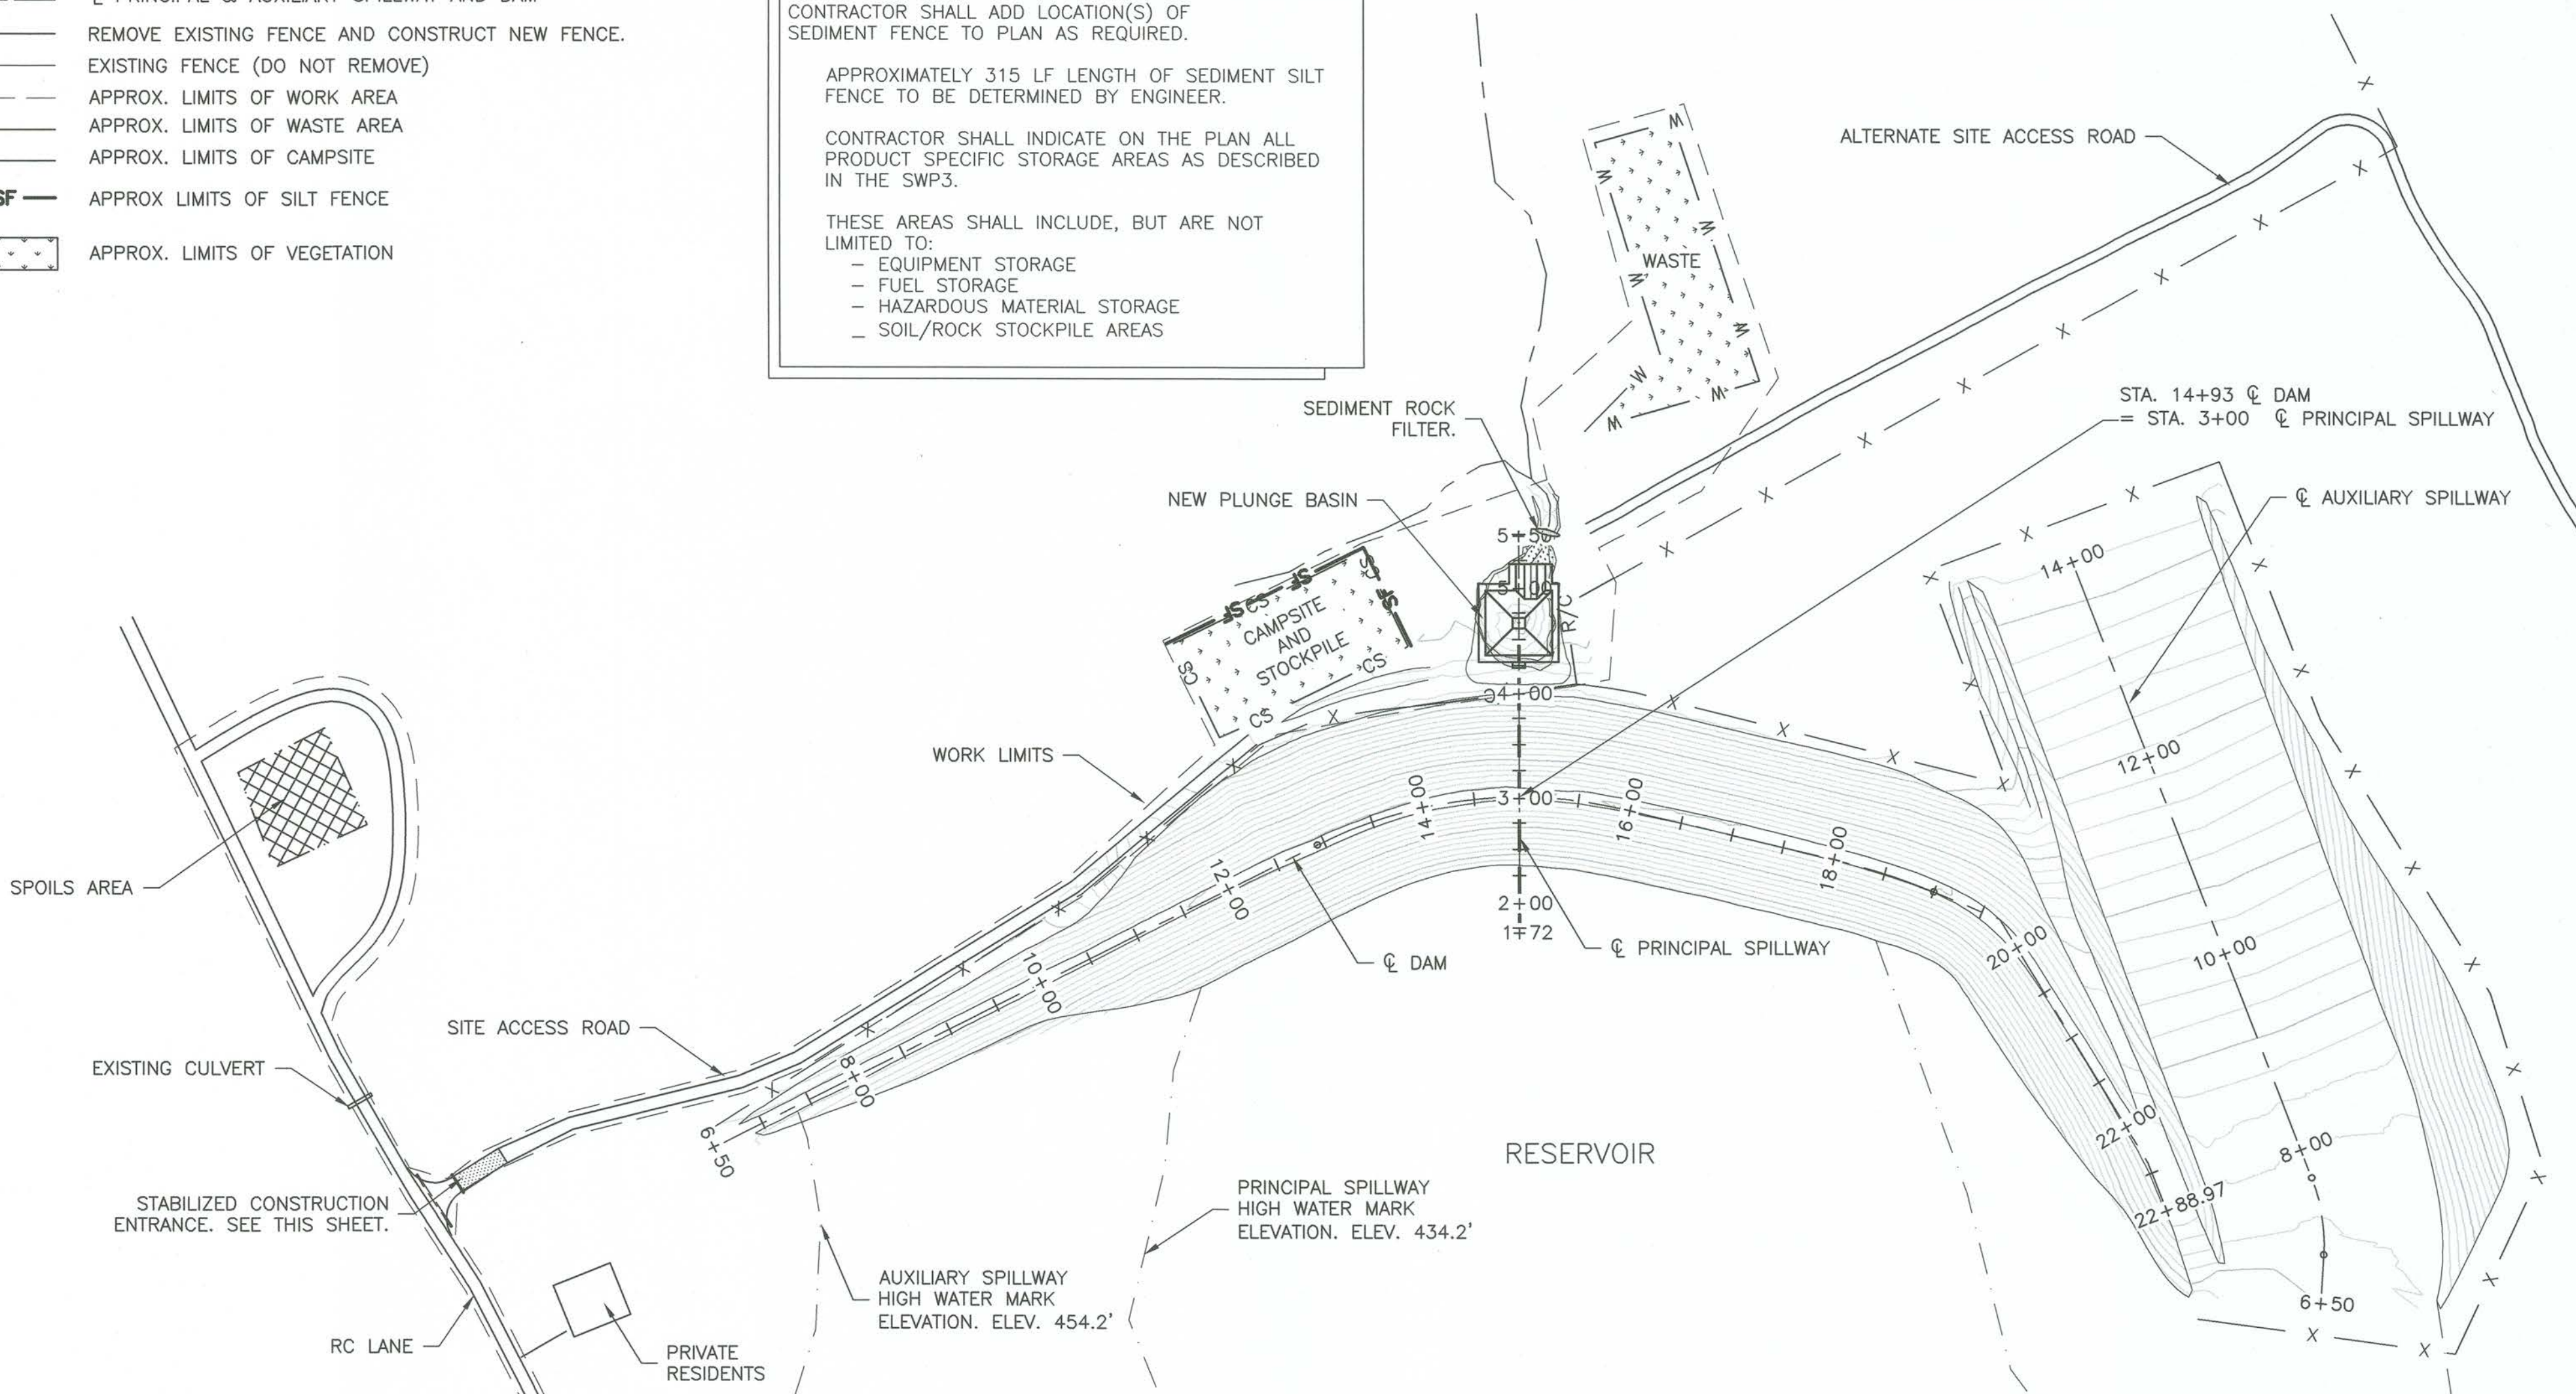 REMOVE EXISTING FENCE AND CONSTRUCT NEW FENCE.
EXISTING FENCE (DO NOT REMOVE)
APPROX. LIMITS OF WORK AREA
APPROX. LIMITS OF WASTE AREA
APPROX. LIMITS OF CAMPSITE
SF
APPROX LIMITS OF SILT FENCE
APPROX. LIMITS OF VEGETATION
CONTRACTOR SHALL ADD LOCATION(S) OF
SEDIMENT FENCE TO PLAN AS REQUIRED.
APPROXIMATELY 315 LF LENGTH OF SEDIMENT SILT
FENCE TO BE DETERMINED BY ENGINEER.
CONTRACTOR SHALL INDICATE ON THE PLAN ALL
PRODUCT SPECIFIC STORAGE AREAS AS DESCRIBED
IN THE SWP3.
THESE AREAS SHALL INCLUDE, BUT ARE NOT
LIMITED TO:
– EQUIPMENT STORAGE
– FUEL STORAGE
– HAZARDOUS MATERIAL STORAGE
_ SOIL/ROCK STOCKPILE AREAS
W
W
W
WASTE
W
W
W
W
W
ALTERNATE SITE ACCESS ROAD
STA. 14+93 ℄ DAM
= STA. 3+00 ℄ PRINCIPAL SPILLWAY
SEDIMENT ROCK
FILTER.
NEW PLUNGE BASIN
℄ AUXILIARY SPILLWAY
5+50
5+00
R/C
4+00
3+00
2+00
1+72
SF
SF
SF
CS
CS
CS
CS
CS
CAMPSITE
AND
STOCKPILE
WORK LIMITS
14+00
12+00
10+00
8+00
6+50
14+00
16+00
18+00
20+00
22+00
22+88.97
12+00
10+00
8+00
6+50
℄ DAM
℄ PRINCIPAL SPILLWAY
SPOILS AREA
SITE ACCESS ROAD
EXISTING CULVERT
STABILIZED CONSTRUCTION
ENTRANCE. SEE THIS SHEET.
RC LANE
PRIVATE
RESIDENTS
RESERVOIR
PRINCIPAL SPILLWAY
HIGH WATER MARK
ELEVATION. ELEV. 434.2'
AUXILIARY SPILLWAY
HIGH WATER MARK
ELEVATION. ELEV. 454.2'